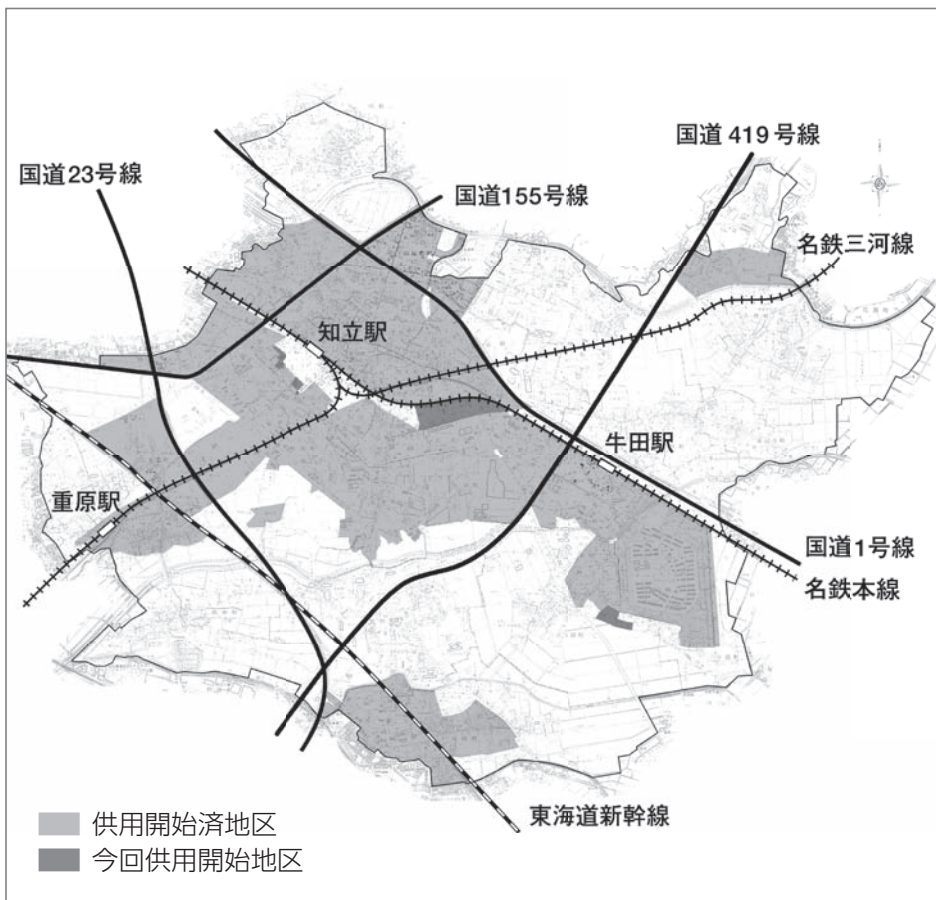 国道419号線
国道23号線
国道155号線
名鉄三河線
知立駅
牛田駅
重原駅
国道1号線
名鉄本線
東海道新幹線
供用開始済地区
今回供用開始地区